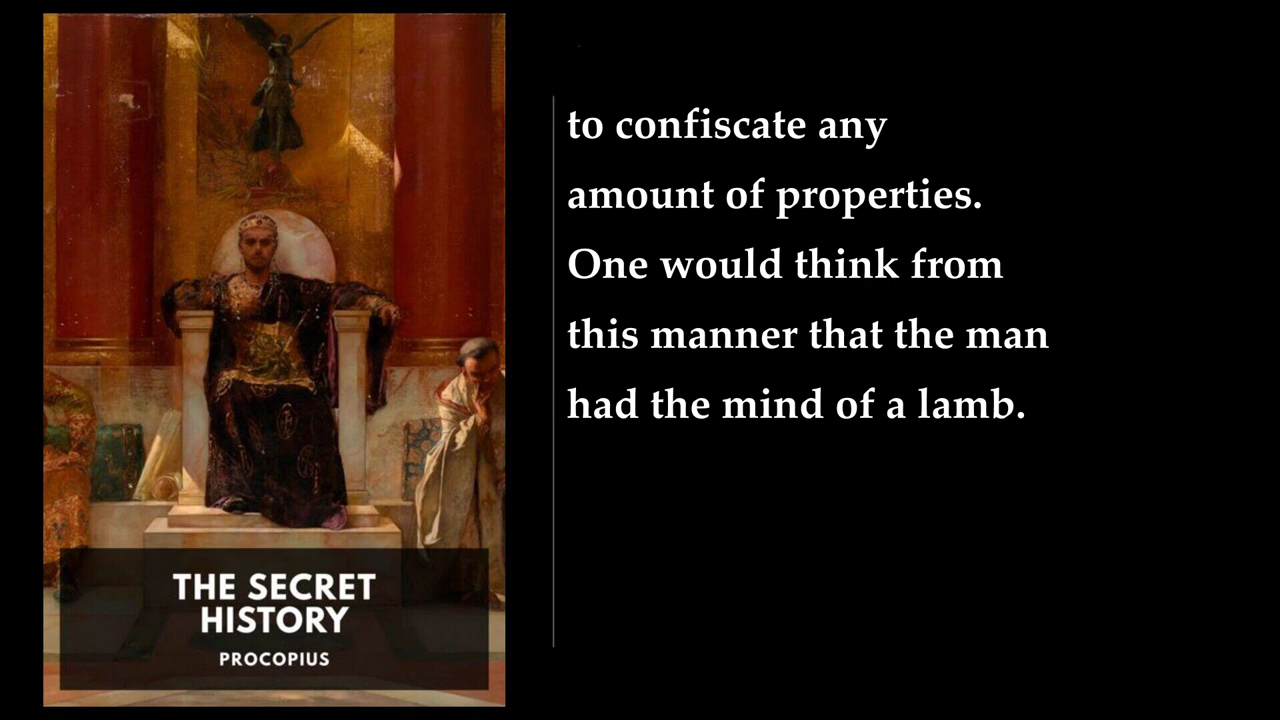 THE SECRET
HISTORY
PROCOPIUS
to confiscate any
amount of properties.
One would think from
this manner that the man
had the mind of a lamb.